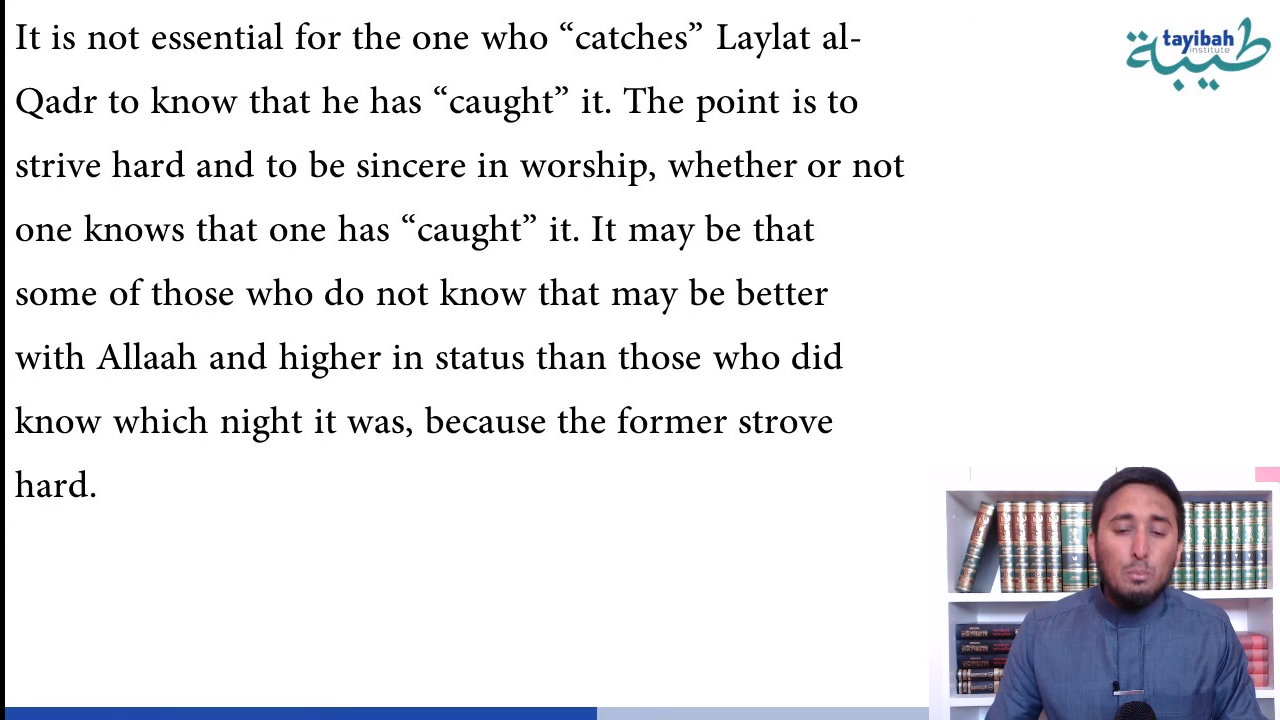 It is not essential for the one who “catches” Laylat al-
Qadr to know that he has “caught” it. The point is to
strive hard and to be sincere in worship, whether or not
one knows that one has “caught” it. It may be that
some of those who do not know that may be better
with Allaah and higher in status than those who did
know which night it was, because the former strove
hard.
طيبة
tayibah
institute